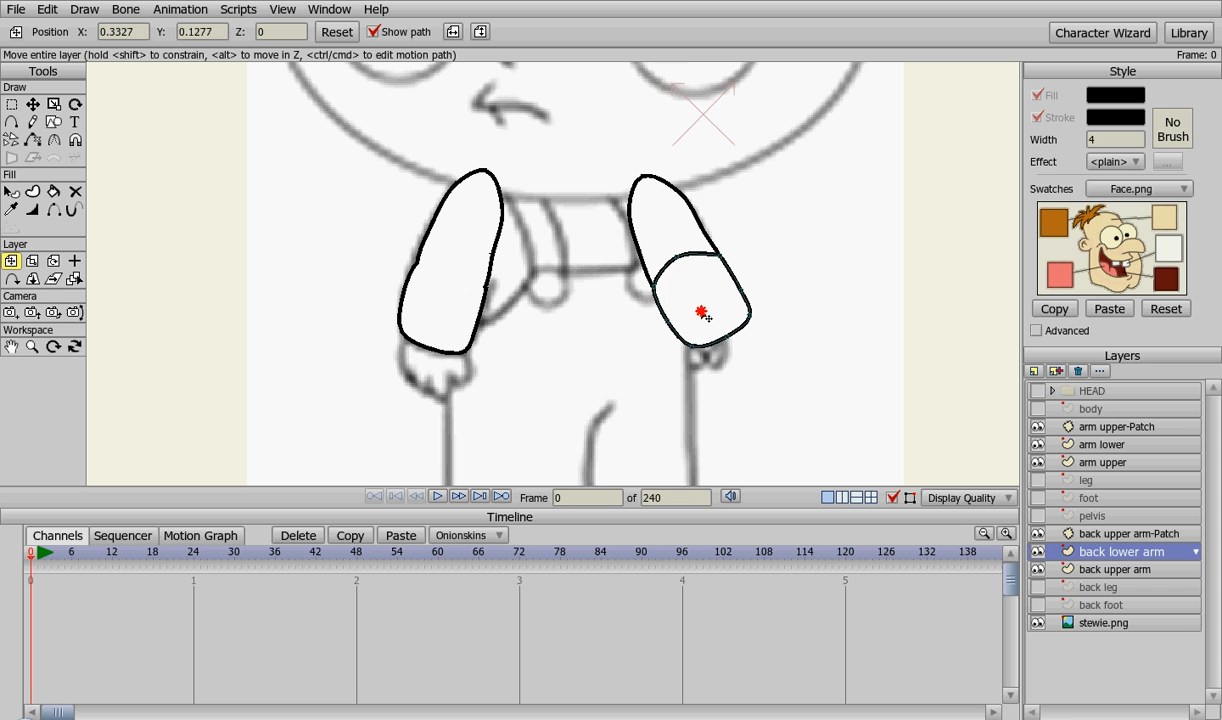 File Edit Draw Bone Animation Scripts View Window Help
Position X: 0.3327 Y: 0.1277 Z: 0 Reset Show path Character Wizard Library
Move entire layer (hold <shift> to constrain, <alt> to move in Z, <ctrl/cmd> to edit motion path) Frame: 0
Tools
Draw
T
Fill
Layer
Camera
Workspace
Style
Fill
Stroke
No Brush
Width 4
Effect <plain> ...
Swatches Face.png
Copy Paste Reset
Advanced
Layers
HEAD
body
arm upper-Patch
arm lower
arm upper
leg
foot
pelvis
back upper arm-Patch
back lower arm
back upper arm
back leg
back foot
stewie.png
Frame 0 of 240 Display Quality
Timeline
Channels Sequencer Motion Graph Delete Copy Paste Onionskins
0 6 12 18 24 30 36 42 48 54 60 66 72 78 84 90 96 102 108 114 120 126 132 138
0 1 2 3 4 5